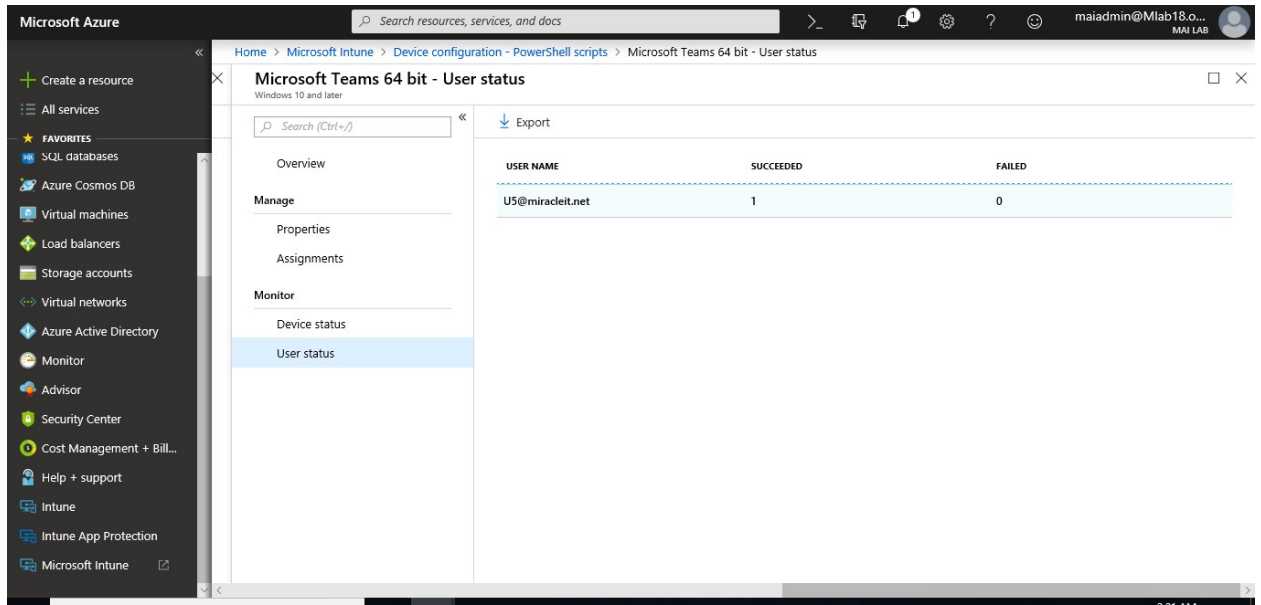 Microsoft Azure
Search resources, services, and docs
>_
1
?
maiadmin@Mlab18.o...
MAI LAB
«
Home > Microsoft Intune > Device configuration - PowerShell scripts > Microsoft Teams 64 bit - User status
Create a resource
All services
FAVORITES
SQL databases
Azure Cosmos DB
Virtual machines
Load balancers
Storage accounts
Virtual networks
Azure Active Directory
Monitor
Advisor
Security Center
Cost Management + Bill...
Help + support
Intune
Intune App Protection
Microsoft Intune
Microsoft Teams 64 bit - User status
Windows 10 and later
Search (Ctrl+/)
«
Overview
Manage
Properties
Assignments
Monitor
Device status
User status
Export
USER NAME SUCCEEDED FAILED
U5@miracleit.net 1 0